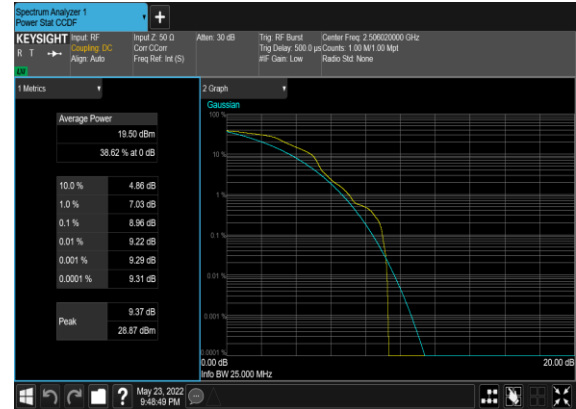 Spectrum Analyzer 1
Power Stat CCDF
KEYSIGHT Input: RF Input Z: 50 Ω Atten: 30 dB Trig: RF Burst Center Freq: 2.506020000 GHz
R T Coupling: DC Corr CCorr Trig Delay: 500.0 µs Counts: 1.00 M/1.00 Mpt
Align: Auto Freq Ref: Int (S) #IF Gain: Low Radio Std: None
1 Metrics
2 Graph
Average Power
19.50 dBm
38.62 % at 0 dB
10.0 % 4.86 dB
1.0 % 7.03 dB
0.1 % 8.96 dB
0.01 % 9.22 dB
0.001 % 9.29 dB
0.0001 % 9.31 dB
Peak
9.37 dB
28.87 dBm
Gaussian
100 %
10 %
1 %
0.1 %
0.01 %
0.001 %
0.0001 %
0.00 dB 20.00 dB
Info BW 25.000 MHz
May 23, 2022
9:48:49 PM